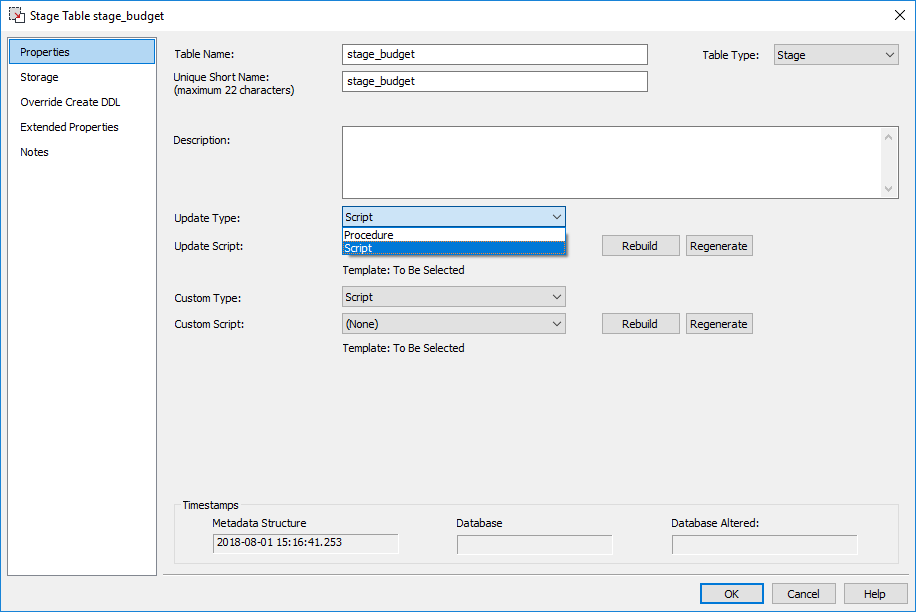 Stage Table stage_budget
Properties
Storage
Override Create DDL
Extended Properties
Notes
Table Name:
stage_budget
Table Type:
Stage
Unique Short Name:
(maximum 22 characters)
stage_budget
Description:
Update Type:
Script
Procedure
Script
Update Script:
Rebuild
Regenerate
Template: To Be Selected
Custom Type:
Script
Custom Script:
(None)
Rebuild
Regenerate
Template: To Be Selected
Timestamps
Metadata Structure
Database
Database Altered:
2018-08-01 15:16:41.253
OK
Cancel
Help